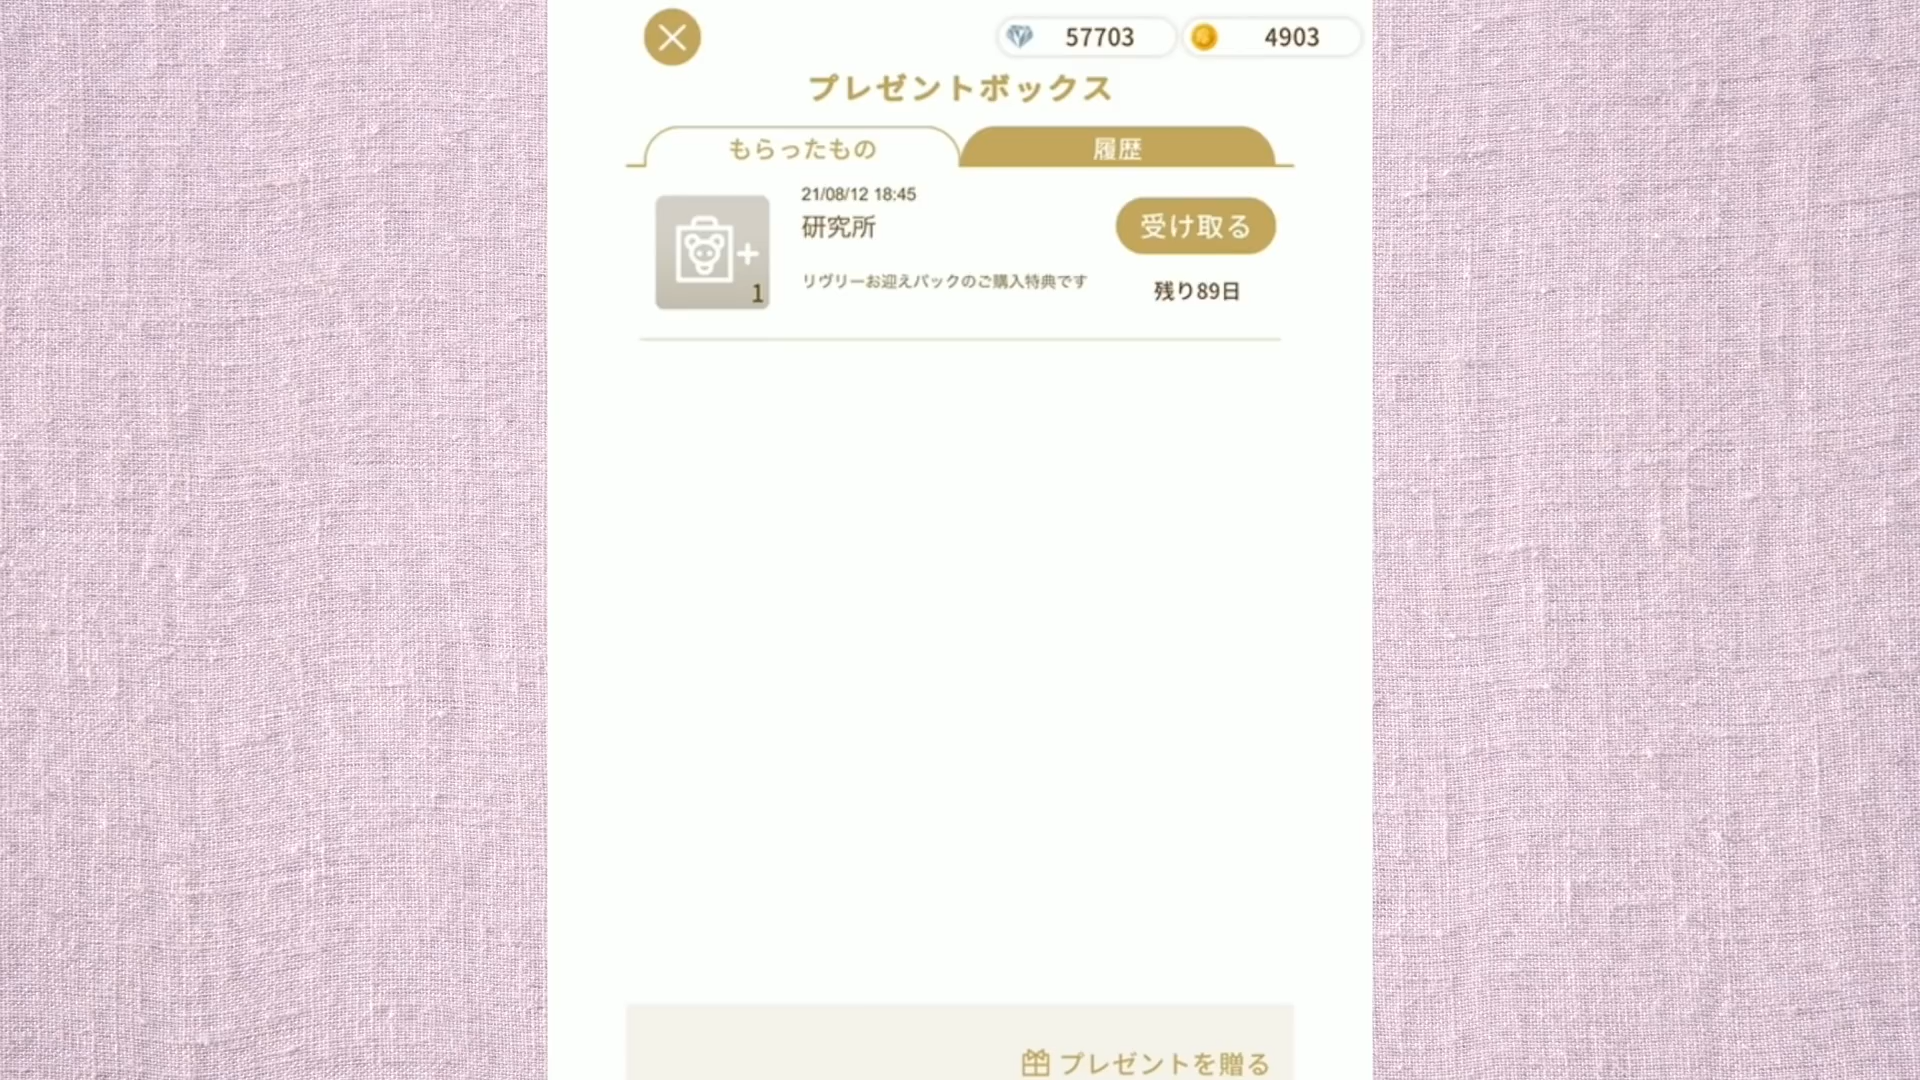 57703
4903
プレゼントボックス
もらったもの
履歴
21/08/12 18:45
研究所
受け取る
1
リヴリーお迎えパックのご購入特典です
残り89日
プレゼントを贈る